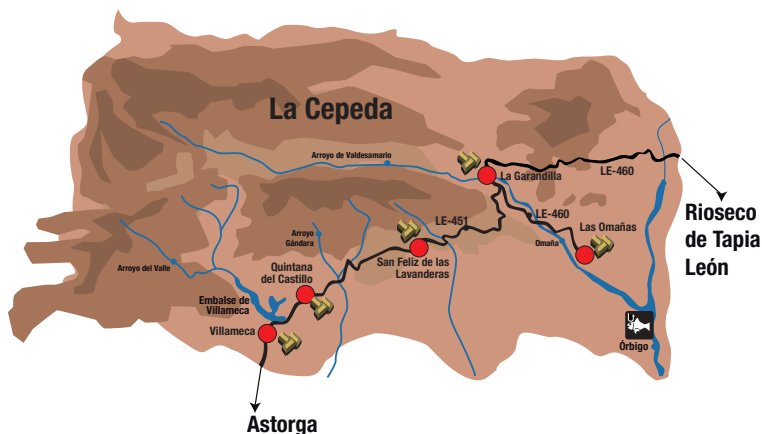 La Cepeda
Arroyo de Valdesamario
La Garandilla
LE-460
Rioseco
de Tapia
León
LE-451
LE-460
Las Omañas
Omaña
Arroyo
Gándara
San Feliz de las
Lavanderas
Arroyo del Valle
Quintana
del Castillo
Embalse de
Villameca
Villameca
Órbigo
Astorga